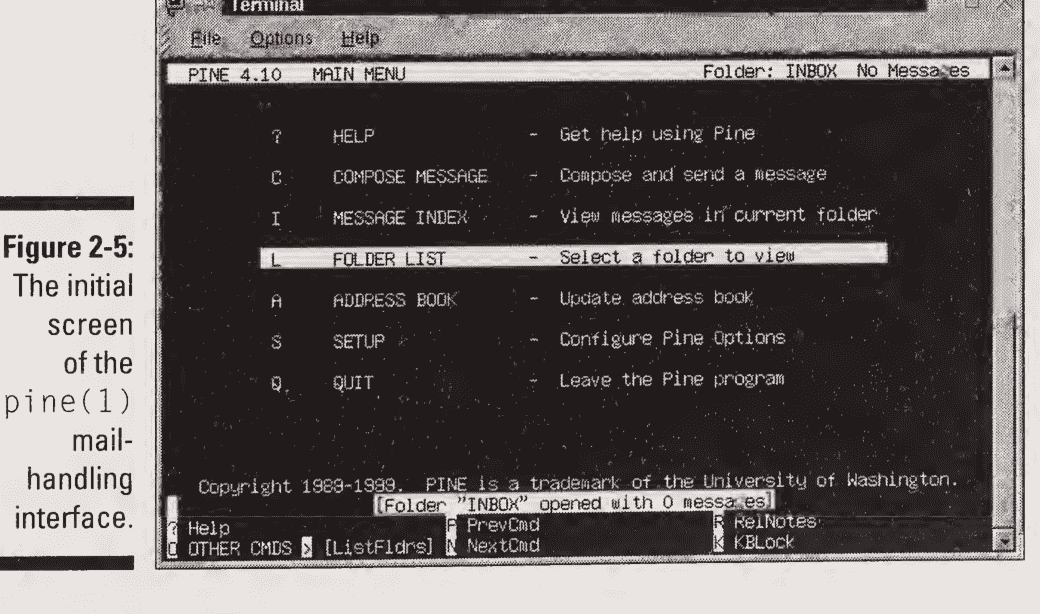 Terminal
File Options Help
PINE 4.10 MAIN MENU Folder: INBOX No Messages
? HELP - Get help using Pine
C COMPOSE MESSAGE - Compose and send a message
I MESSAGE INDEX - View messages in current folder
L FOLDER LIST - Select a folder to view
A ADDRESS BOOK - Update address book
S SETUP - Configure Pine Options
Q QUIT - Leave the Pine program
Copyright 1989-1999. PINE is a trademark of the University of Washington.
[Folder "INBOX" opened with 0 messages]
? Help P PrevCmd R RelNotes
O OTHER CMDS > [ListFldrs] N NextCmd K KBLock
Figure 2-5:
The initial
screen
of the
pine(1)
mail-
handling
interface.